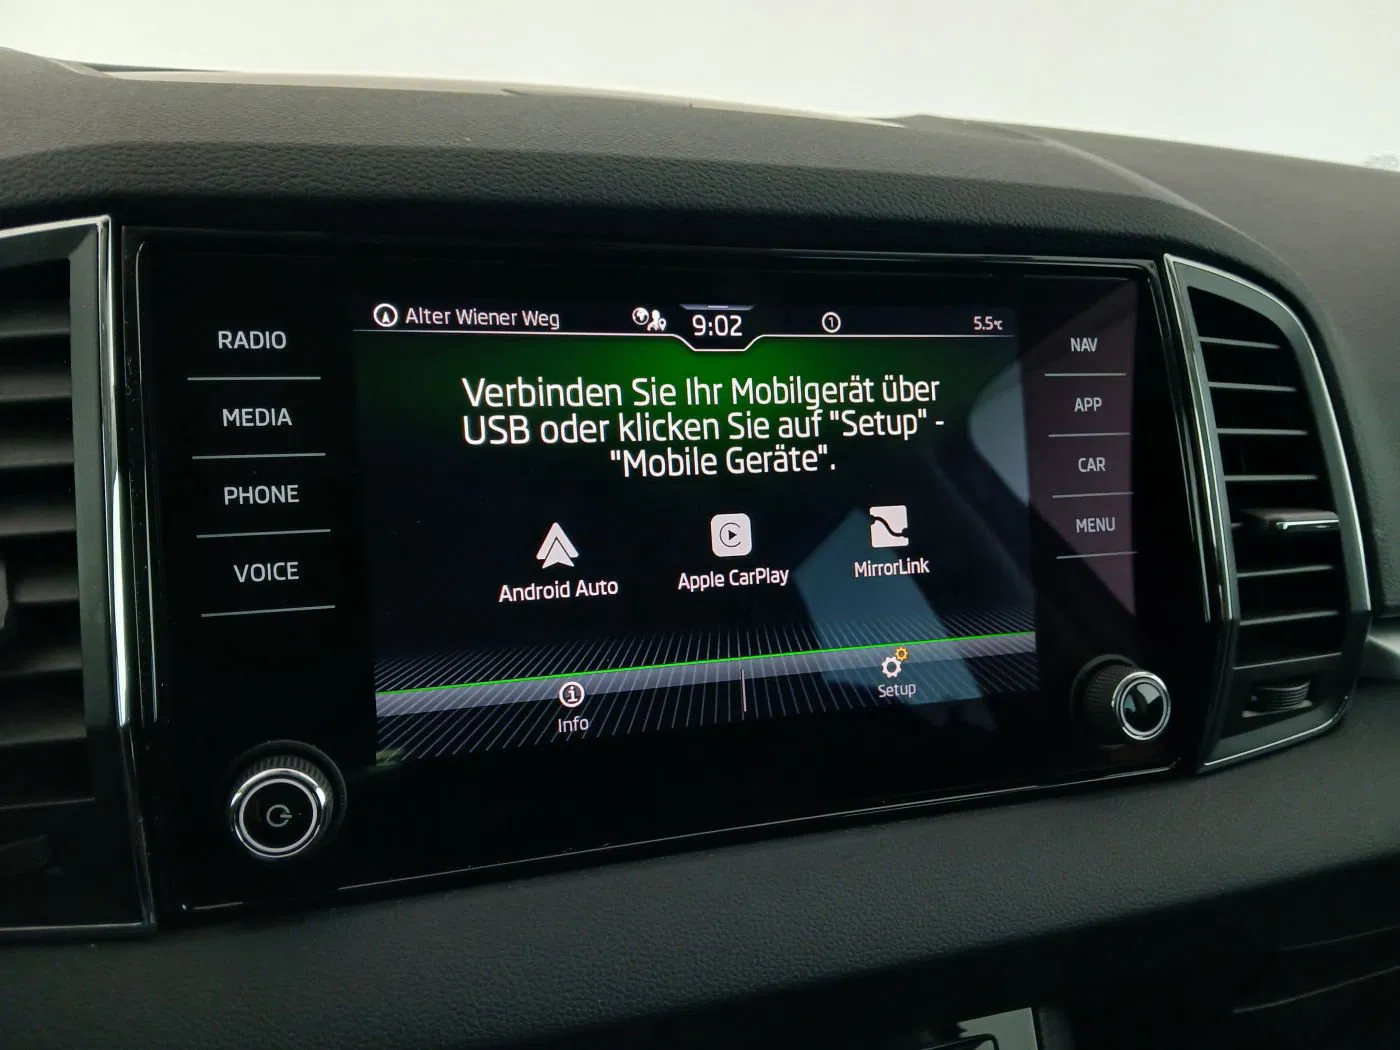 Alter Wiener Weg
9:02
1
5.5°C
RADIO
MEDIA
PHONE
VOICE
Verbinden Sie Ihr Mobilgerät über
USB oder klicken Sie auf "Setup" -
"Mobile Geräte".
Android Auto
Apple CarPlay
MirrorLink
Info
Setup
NAV
APP
CAR
MENU